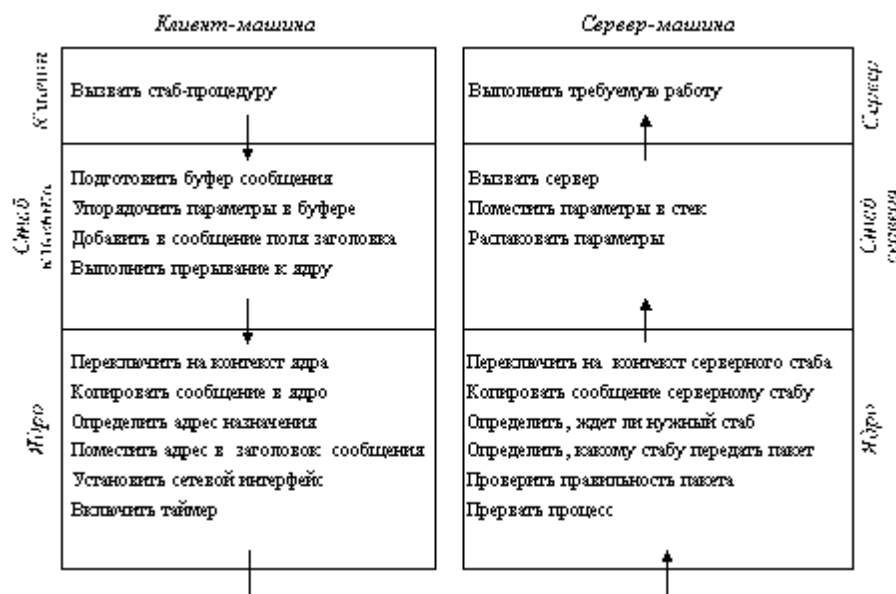 Клиент-машина
Клиент
Вызвать стаб-процедуру
Стаб
клиента
Подготовить буфер сообщения
Упорядочить параметры в буфере
Добавить в сообщение поля заголовка
Выполнить прерывание к ядру
Ядро
Переключить на контекст ядра
Копировать сообщение в ядро
Определить адрес назначения
Поместить адрес в заголовок сообщения
Установить сетевой интерфейс
Включить таймер
Сервер-машина
Выполнить требуемую работу
Сервер
Вызвать сервер
Поместить параметры в стек
Распаковать параметры
Стаб
сервера
Переключить на контекст серверного стаба
Копировать сообщение серверному стабу
Определить, ждет ли нужный стаб
Определить, какому стабу передать пакет
Проверить правильность пакета
Прервать процесс
Ядро